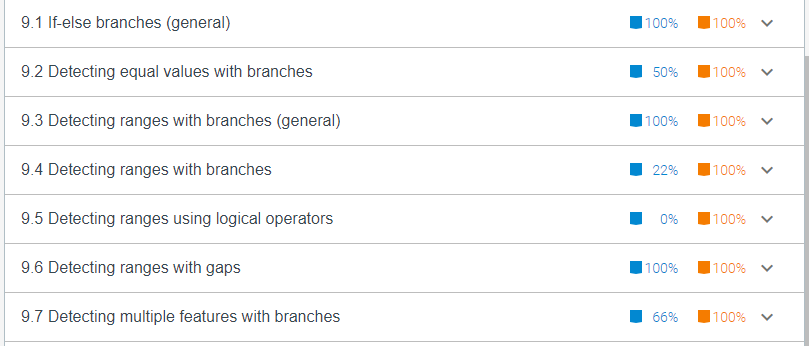 9.1 If-else branches (general) 100% 100%
9.2 Detecting equal values with branches 50% 100%
9.3 Detecting ranges with branches (general) 100% 100%
9.4 Detecting ranges with branches 22% 100%
9.5 Detecting ranges using logical operators 0% 100%
9.6 Detecting ranges with gaps 100% 100%
9.7 Detecting multiple features with branches 66% 100%